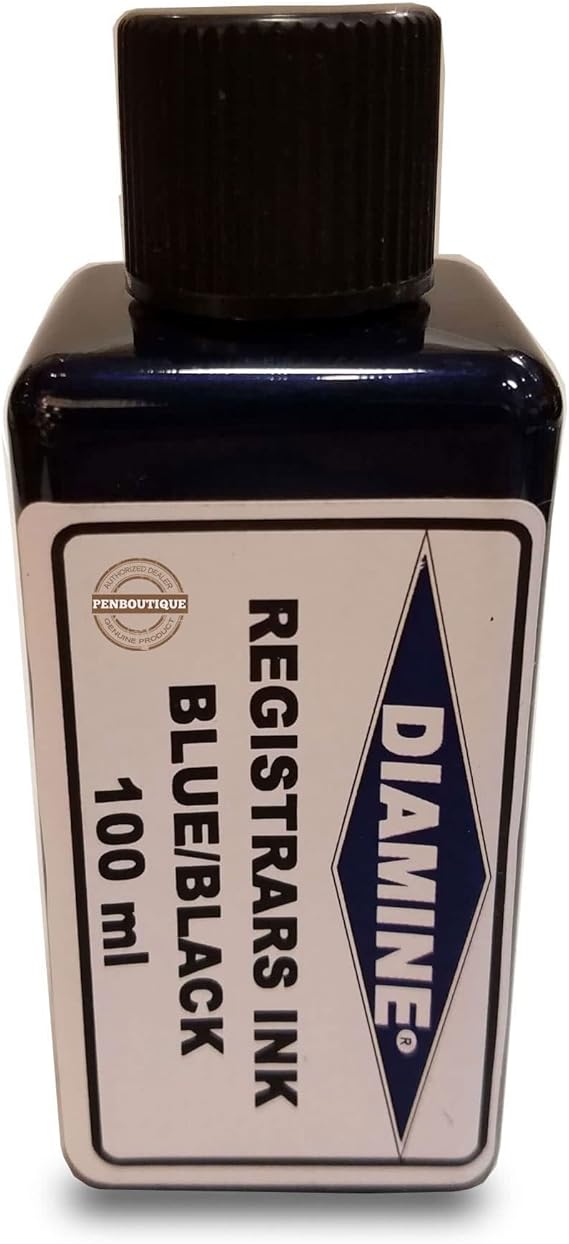 DIAMINE®
REGISTRARS INK
BLUE/BLACK
100 ml
AUTHORIZED DEALER
PENBOUTIQUE
GENUINE PRODUCT